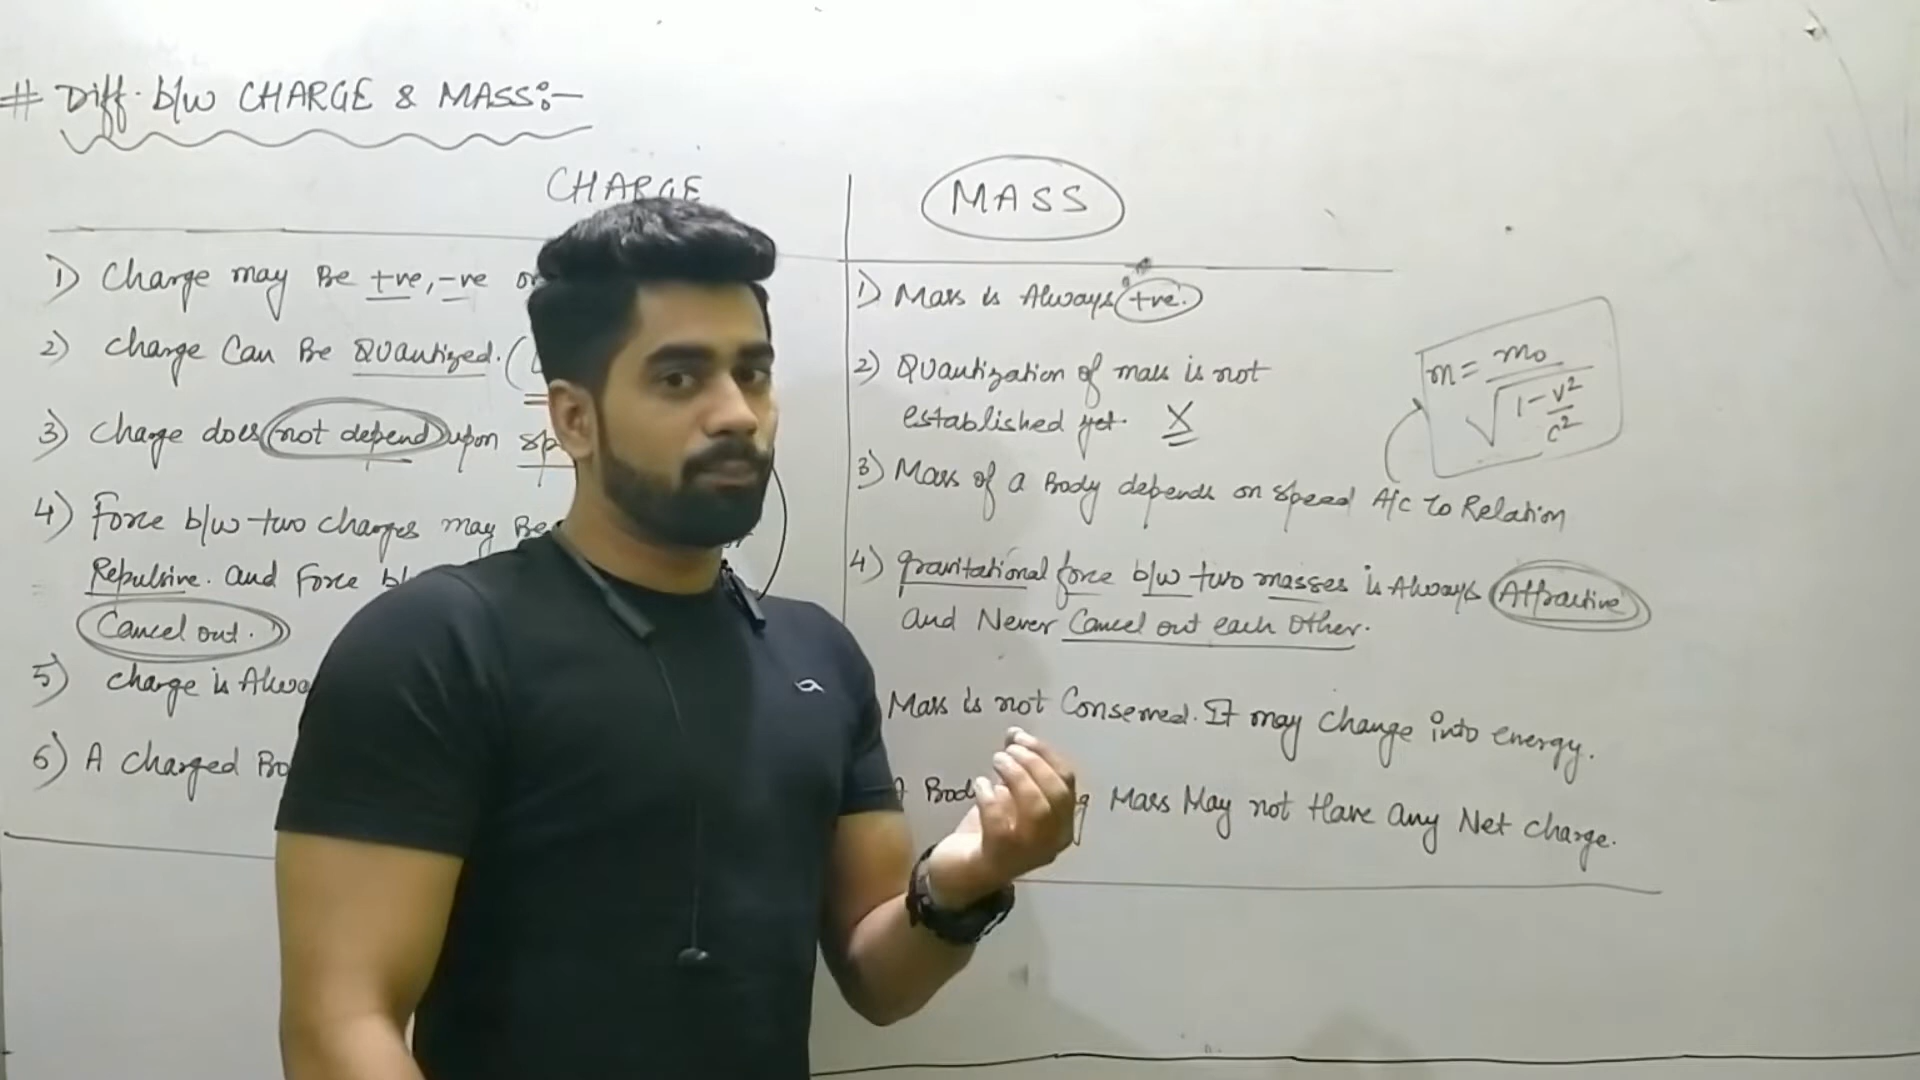 # Diff. b/w CHARGE & MASS:-
CHARGE
1) Charge may Be +ve, -ve or
2) Charge Can Be Quantized. (
3) Charge does not depend upon
4) Force b/w two charges may Be
Repulsive. and Force
Cancel out.
5) Charge is
6) A Charged
MASS
1) Mass is Always +ve.
2) Quantization of mass is not
established yet. X
m = m₀ / √(1 - v²/c²)
3) Mass of a Body depends on speed A/c to Relation
4) gravitational force b/w two masses is Always Attractive
and Never Cancel out each Other.
Mass is not Conserved. It may Change into energy.
A Mass May not Have Any Net charge.